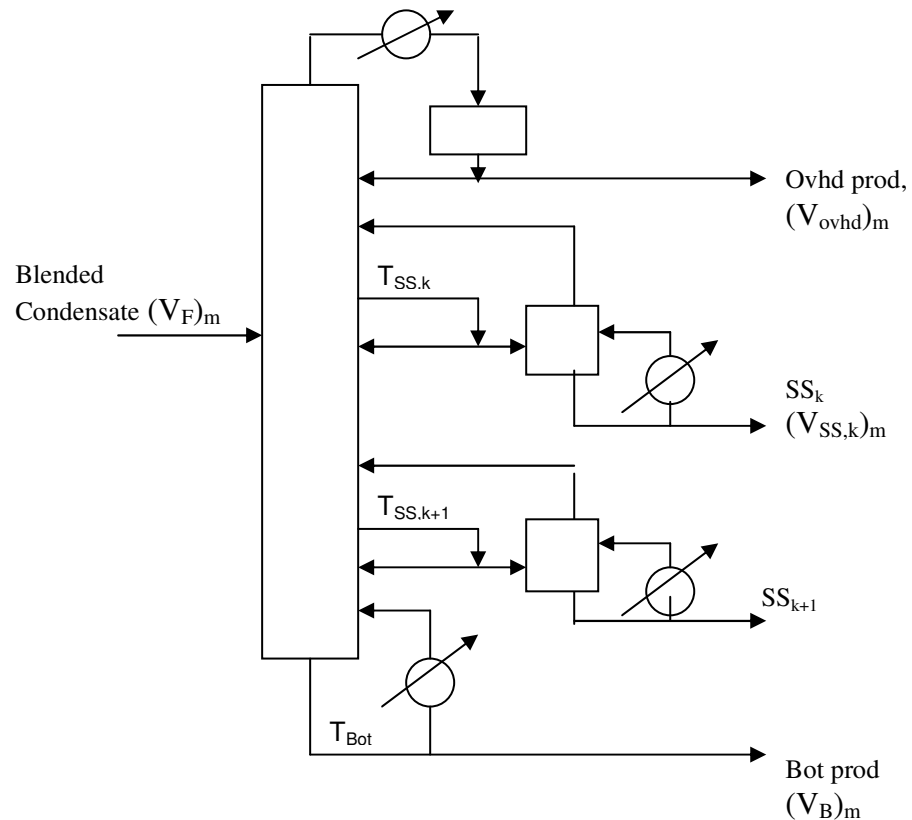 Ovhd prod,
(V_ovhd)_m
Blended
Condensate (V_F)_m
T_SS,k
SS_k
(V_SS,k)_m
T_SS,k+1
SS_k+1
T_Bot
Bot prod
(V_B)_m